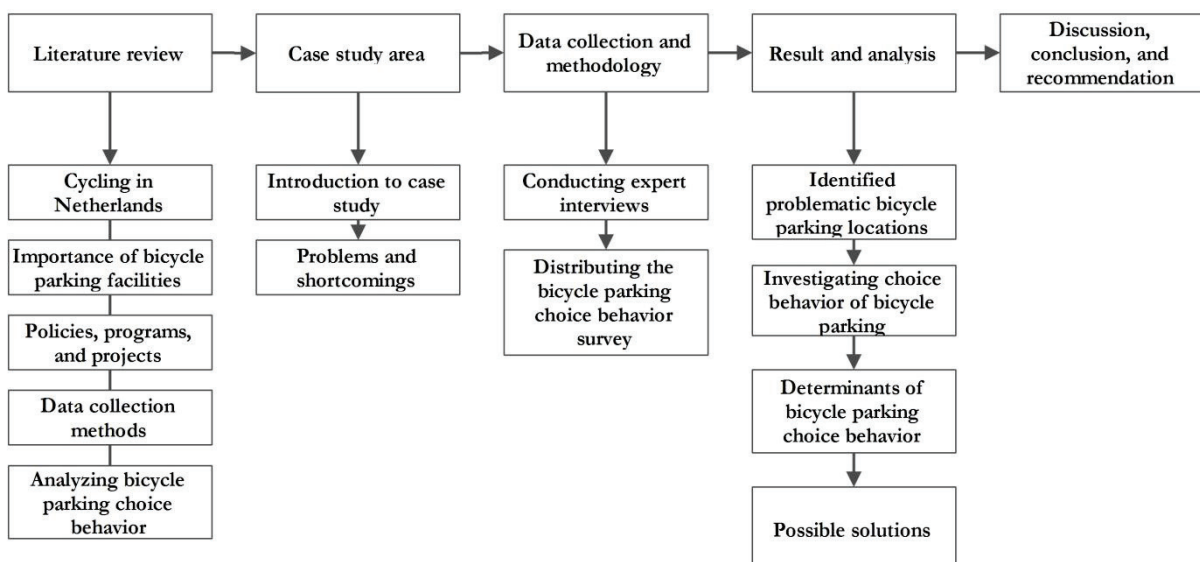 Literature review
Case study area
Data collection and
methodology
Result and analysis
Discussion,
conclusion, and
recommendation
Cycling in
Netherlands
Importance of bicycle
parking facilities
Policies, programs, and
projects
Data collection
methods
Analyzing bicycle
parking choice
behavior
Introduction to case
study
Problems and
shortcomings
Conducting expert
interviews
Distributing the
bicycle parking
choice behavior
survey
Identified
problematic bicycle
parking locations
Investigating choice
behavior of bicycle
parking
Determinants of
bicycle parking
choice behavior
Possible solutions